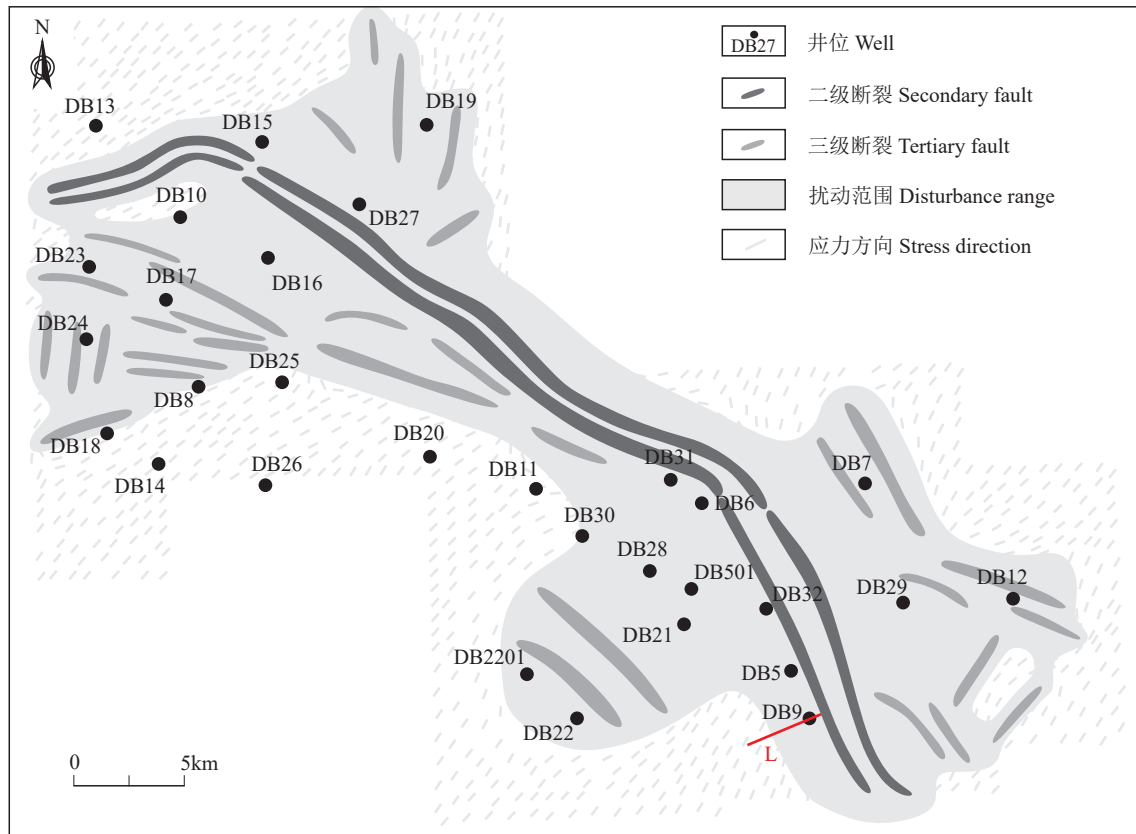 N
DB27
井位 Well
二级断裂 Secondary fault
三级断裂 Tertiary fault
扰动范围 Disturbance range
应力方向 Stress direction
DB13
DB15
DB19
DB10
DB27
DB23
DB17
DB16
DB24
DB25
DB8
DB18
DB14
DB26
DB20
DB11
DB31
DB7
DB6
DB30
DB28
DB501
DB32
DB29
DB12
DB21
DB2201
DB5
DB22
DB9
L
0 5km